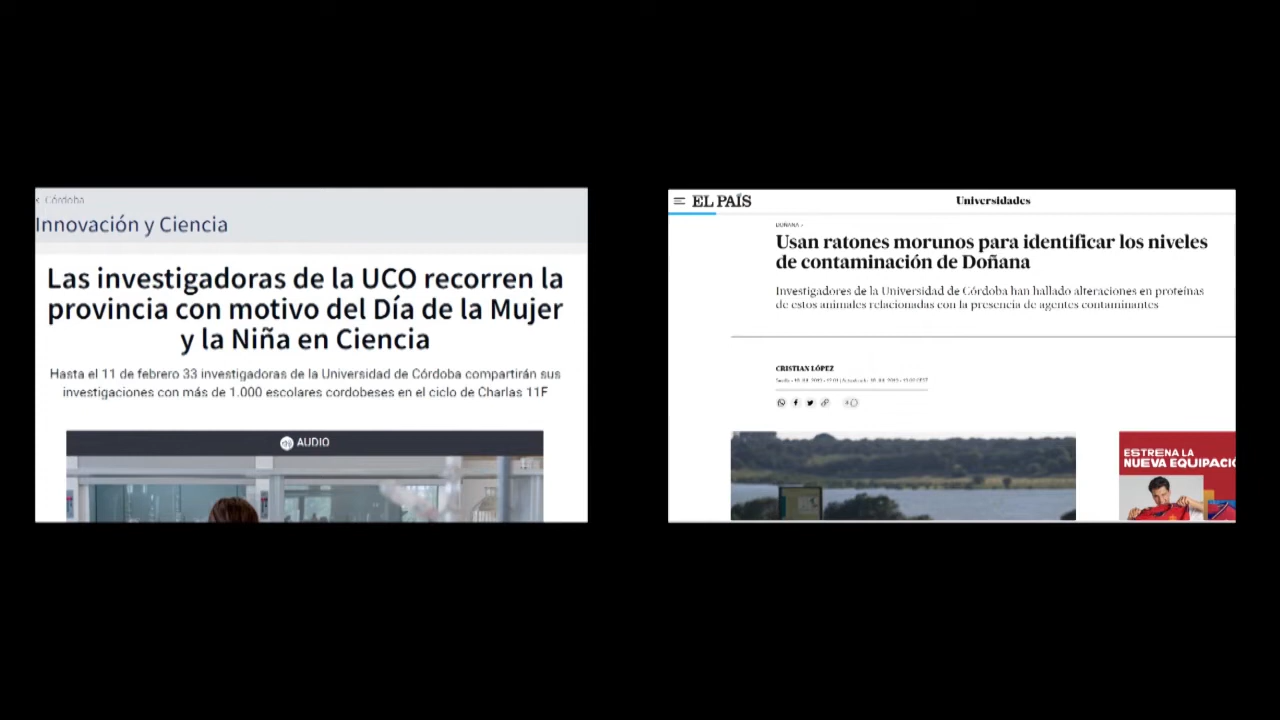 ‹ Córdoba
Innovación y Ciencia
Las investigadoras de la UCO recorren la
provincia con motivo del Día de la Mujer
y la Niña en Ciencia
Hasta el 11 de febrero 33 investigadoras de la Universidad de Córdoba compartirán sus
investigaciones con más de 1.000 escolares cordobeses en el ciclo de Charlas 11F
AUDIO
EL PAÍS
Universidades
DOÑANA ›
Usan ratones morunos para identificar los niveles
de contaminación de Doñana
Investigadores de la Universidad de Córdoba han hallado alteraciones en proteínas
de estos animales relacionadas con la presencia de agentes contaminantes
CRISTIAN LÓPEZ
ESTRENA LA
NUEVA EQUIPACIÓ